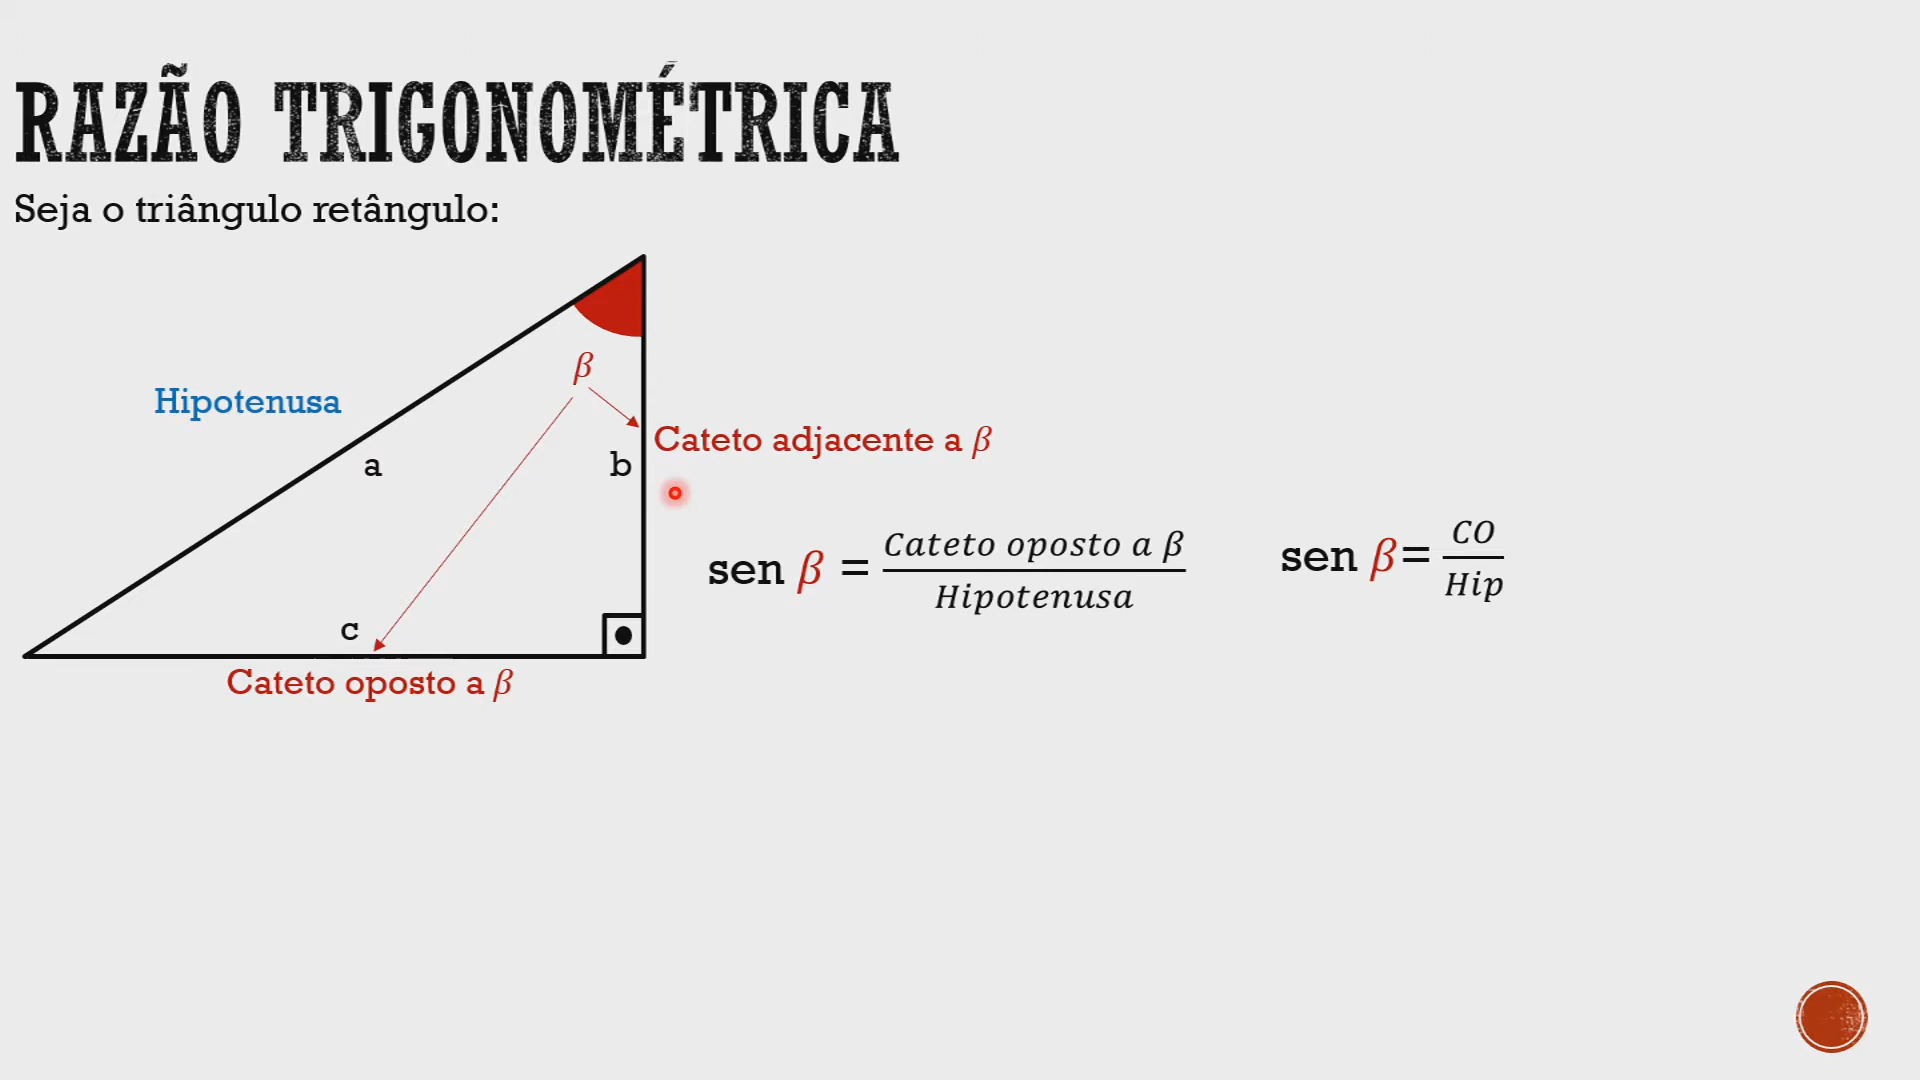 RAZÃO TRIGONOMÉTRICA
Seja o triângulo retângulo:
β
Hipotenusa
Cateto adjacente a β
a
b
sen β = Cateto oposto a β / Hipotenusa
sen β= CO / Hip
c
Cateto oposto a β